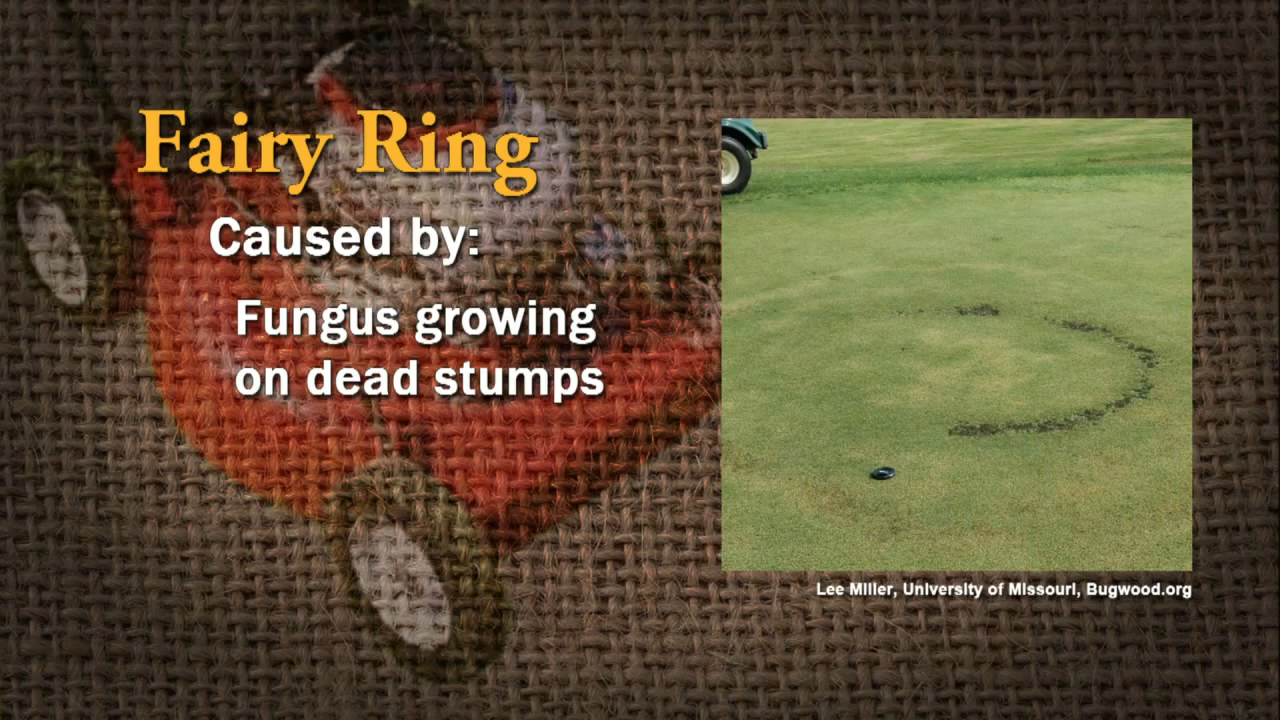 Fairy Ring
Caused by:
Fungus growing
on dead stumps
Lee Miller, University of Missouri, Bugwood.org